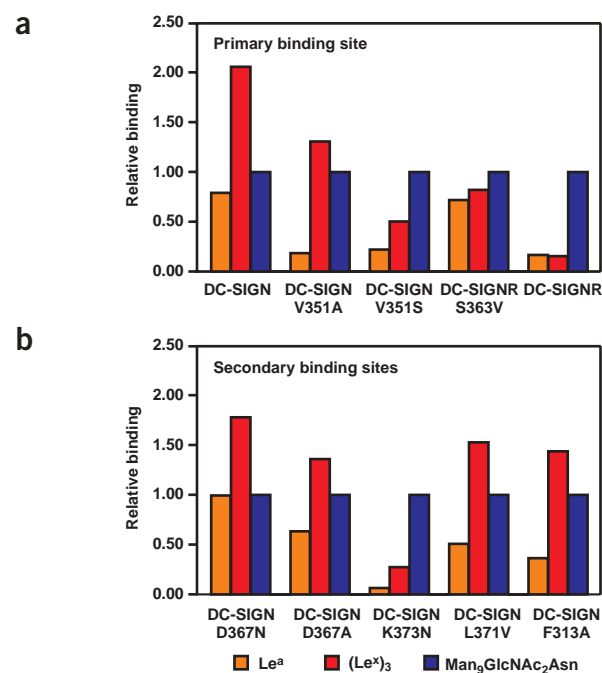 a
Primary binding site
Relative binding
2.50
2.00
1.50
1.00
0.50
0.00
DC-SIGN DC-SIGN DC-SIGN DC-SIGNR DC-SIGNR
V351A V351S S363V
b
Secondary binding sites
Relative binding
2.50
2.00
1.50
1.00
0.50
0.00
DC-SIGN DC-SIGN DC-SIGN DC-SIGN DC-SIGN
D367N D367A K373N L371V F313A
Leᵃ (Leˣ)₃ Man₉GlcNAc₂Asn